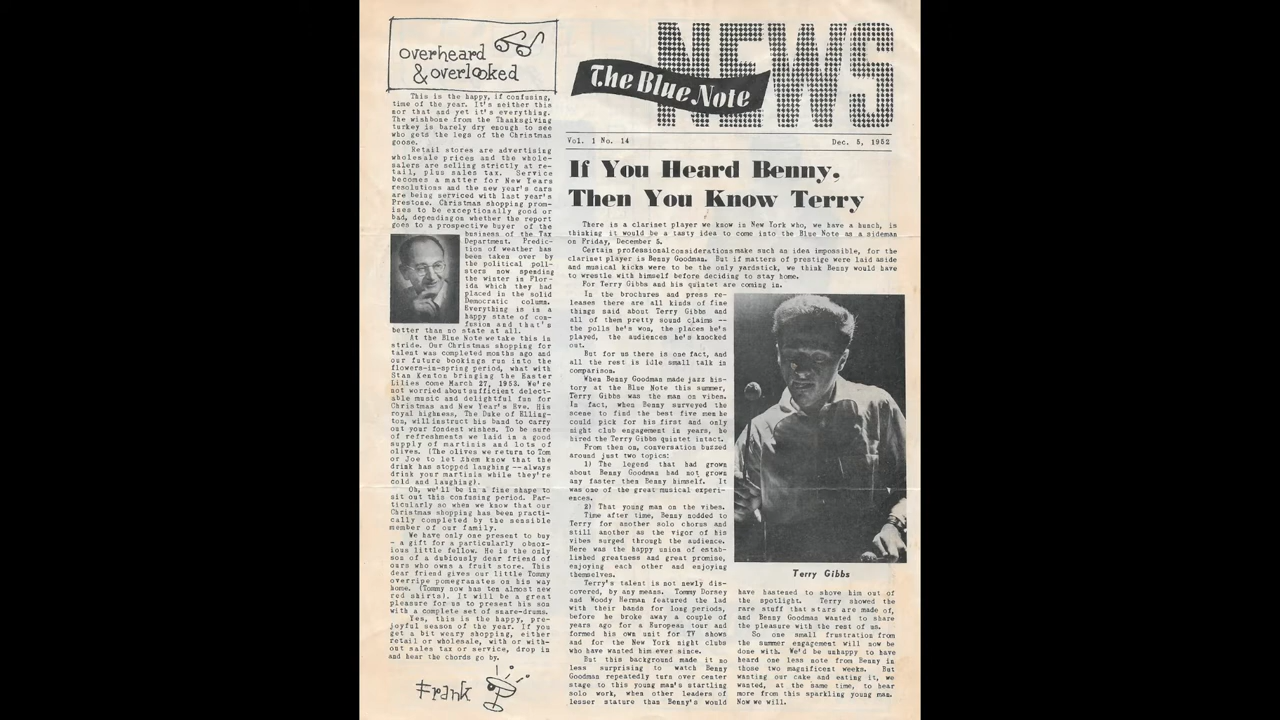 overheard
& overlooked
This is the happy, if confusing,
time of the year. It's neither this
nor that and yet it's everything.
The wishbone from the Thanksgiving
turkey is barely dry enough to see
who gets the legs of the Christmas
goose.
Retail stores are advertising
wholesale prices and the whole-
salers are selling strictly at re-
tail, plus sales tax. Service
becomes a matter for New Years
resolutions and the new year's cars
are being serviced with last year's
Prestone. Christmas shopping prom-
ises to be exceptionally good or
bad, depending on whether the report
goes to a prospective buyer of the
business or the Tax
Department. Predic-
tion of weather has
been taken over by
the political poll-
sters now spending
the winter in Flor-
ida which they had
placed in the solid
Democratic column.
Everything is in a
happy state of con-
fusion and that's
better than no state at all.
At the Blue Note we take this in
stride. Our Christmas shopping for
talent was completed months ago and
our future bookings run into the
flowers-in-spring period, what with
Stan Kenton bringing the Easter
Lilies come March 27, 1953. We're
not worried about sufficient delect-
able music and delightful fun for
Christmas and New Year's Eve. His
royal highness, The Duke of Elling-
ton, will instruct his band to carry
out your fondest wishes. To be sure
of refreshments we laid in a good
supply of martinis and lots of
olives. (The olives we return to Tom
or Joe to let them know that the
drink has stopped laughing -- always
drink your martinis while they're
cold and laughing).
Oh, we'll be in a fine shape to
sit out this confusing period. Par-
ticularly so when we know that our
Christmas shopping has been practi-
cally completed by the sensible
member of our family.
We have only one present to buy
- a gift for a particularly obnox-
ious little fellow. He is the only
son of a dubiously dear friend of
ours who owns a fruit store. This
dear friend gives our little Tommy
overripe pomegranates on his way
home. (Tommy now has ten almost new
red shirts). It will be a great
pleasure for us to present his son
with a complete set of snare-drums.
Yes, this is the happy, pre-
joyful season of the year. If you
get a bit weary shopping, either
retail or wholesale, with or with-
out sales tax or service, drop in
and hear the chords go by.
Frank
NEWS
The Blue Note
Vol. 1 No. 14 Dec. 5, 1952
If You Heard Benny,
Then You Know Terry
There is a clarinet player we know in New York who, we have a hunch, is
thinking it would be a tasty idea to come into the Blue Note as a sideman
on Friday, December 5.
Certain professional considerations make such an idea impossible, for the
clarinet player is Benny Goodman. But if matters of prestige were laid aside
and musical kicks were to be the only yardstick, we think Benny would have
to wrestle with himself before deciding to stay home.
For Terry Gibbs and his quintet are coming in.
In the brochures and press re-
leases there are all kinds of fine
things said about Terry Gibbs and
all of them pretty sound claims --
the polls he's won, the places he's
played, the audiences he's knocked
out.
But for us there is one fact, and
all the rest is idle small talk in
comparison.
When Benny Goodman made jazz his-
tory at the Blue Note this summer,
Terry Gibbs was the man on vibes.
In fact, when Benny surveyed the
scene to find the best five men he
could pick for his first and only
night club engagement in years, he
hired the Terry Gibbs quintet intact.
From then on, conversation buzzed
around just two topics:
1) The legend that had grown
about Benny Goodman had not grown
any faster then Benny himself. It
was one of the great musical experi-
ences.
2) That young man on the vibes.
Time after time, Benny nodded to
Terry for another solo chorus and
still another as the vigor of his
vibes surged through the audience.
Here was the happy union of estab-
lished greatness and great promise,
enjoying each other and enjoying
themselves.
Terry's talent is not newly dis-
covered, by any means. Tommy Dorsey
and Woody Herman featured the lad
with their bands for long periods,
before he broke away a couple of
years ago for a European tour and
formed his own unit for TV shows
and for the New York night clubs
who have wanted him ever since.
But this background made it no
less surprising to watch Benny
Goodman repeatedly turn over center
stage to this young man's startling
solo work, when other leaders of
lesser stature than Benny's would
Terry Gibbs
have hastened to shove him out of
the spotlight. Terry showed the
rare stuff that stars are made of,
and Benny Goodman wanted to share
the pleasure with the rest of us.
So one small frustration from
the summer engagement will now be
done with. We'd be unhappy to have
heard one less note from Benny in
those two magnificent weeks. But
wanting our cake and eating it, we
wanted, at the same time, to hear
more from this sparkling young man.
Now we will.